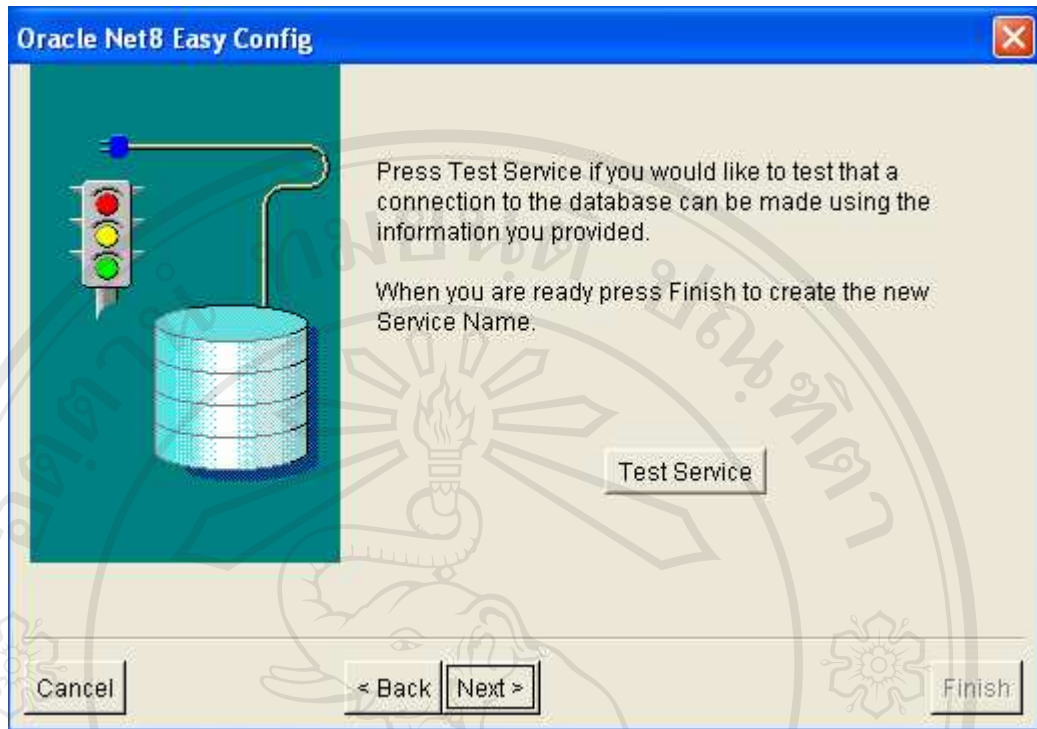 Oracle Net8 Easy Config
Press Test Service if you would like to test that a
connection to the database can be made using the
information you provided.
When you are ready press Finish to create the new
Service Name.
Test Service
Cancel
< Back
Next >
Finish